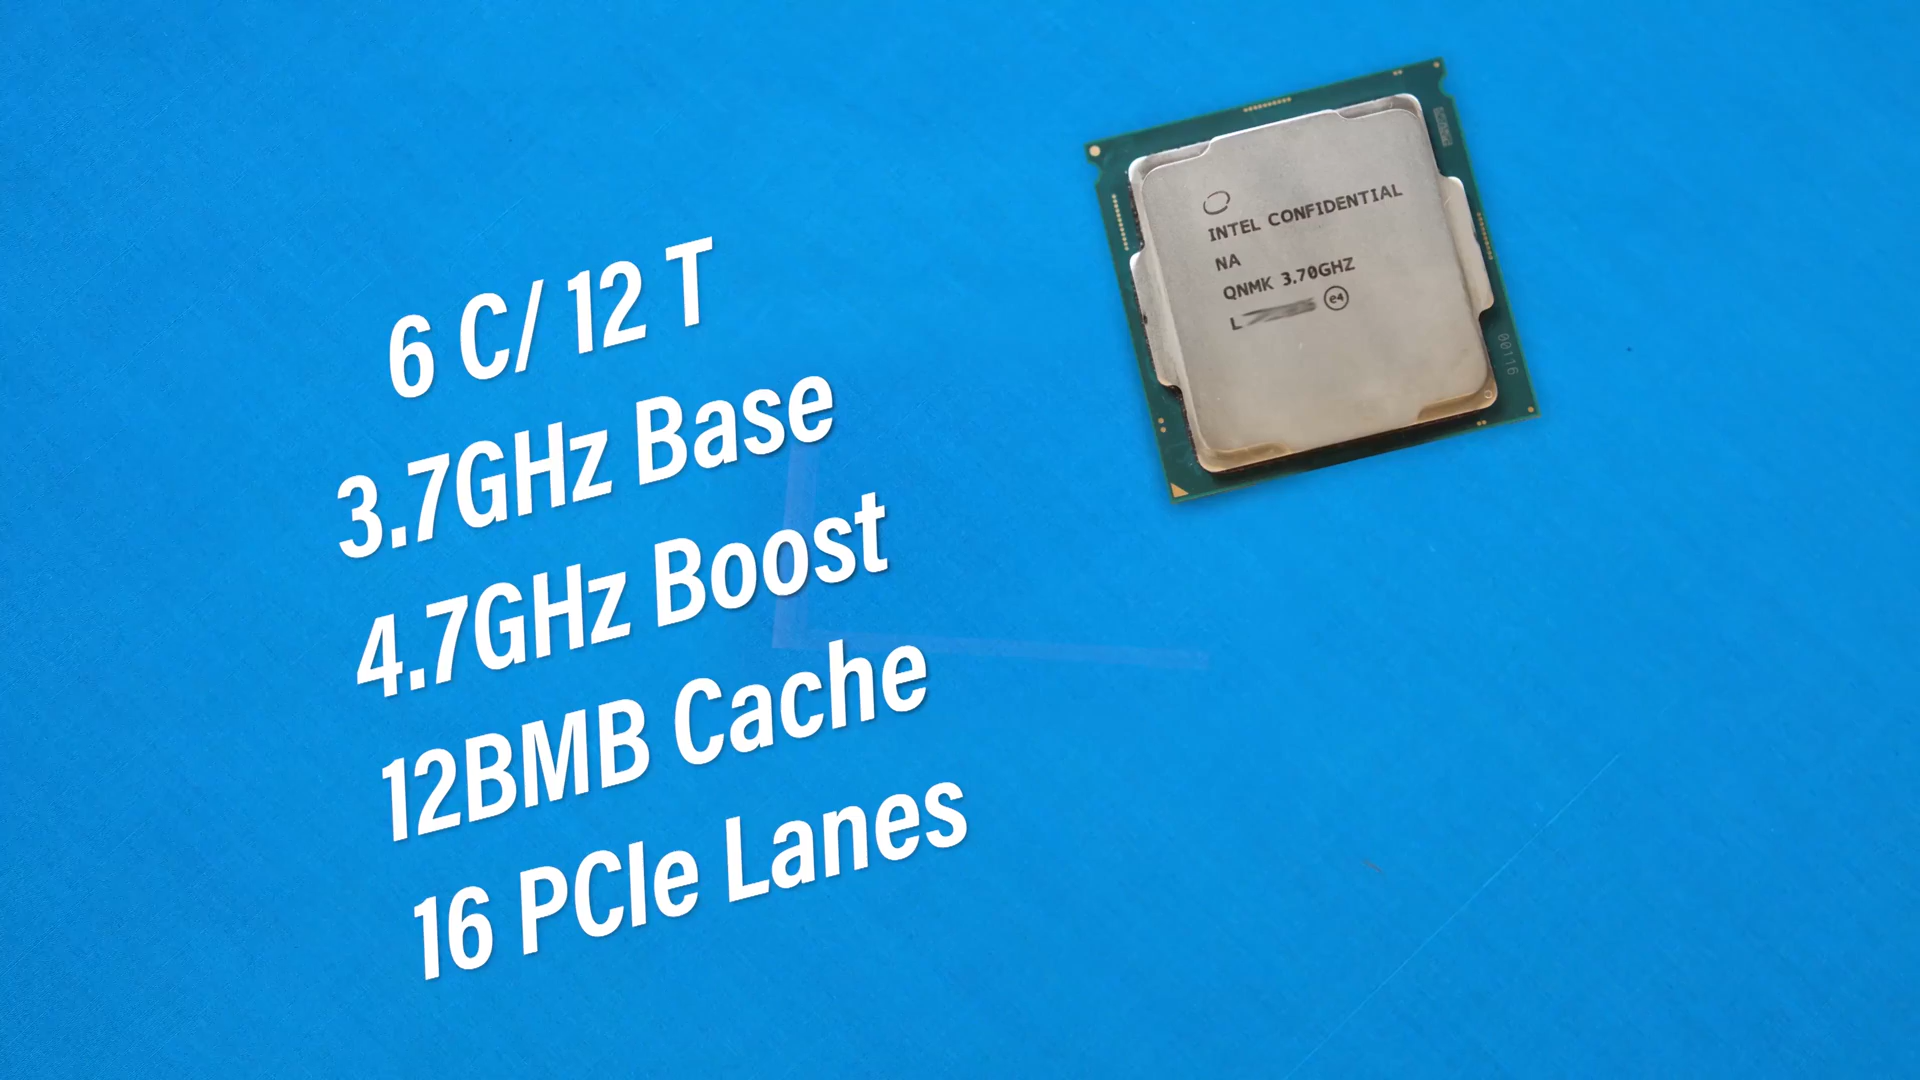 6 C/ 12 T
3.7GHz Base
4.7GHz Boost
12BMB Cache
16 PCIe Lanes
INTEL CONFIDENTIAL
NA
QNMK 3.70GHZ
L
e4
00116